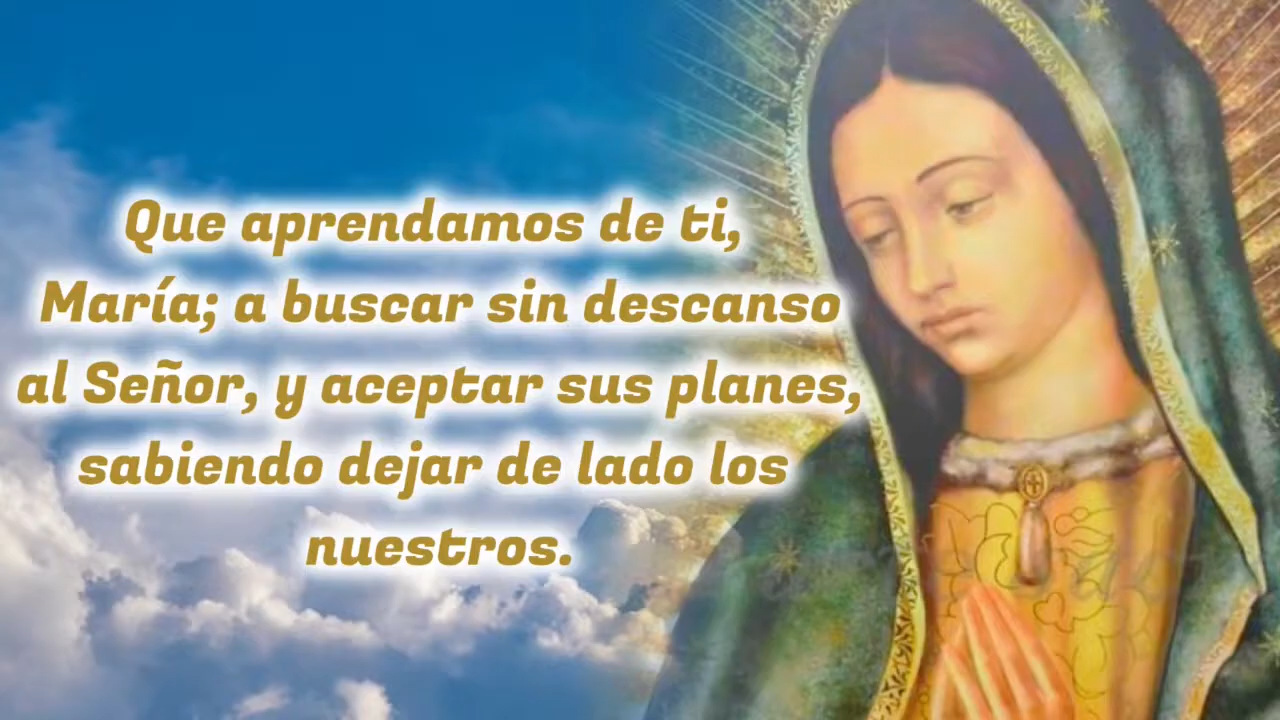 Que aprendamos de ti,
María; a buscar sin descanso
al Señor, y aceptar sus planes,
sabiendo dejar de lado los
nuestros.